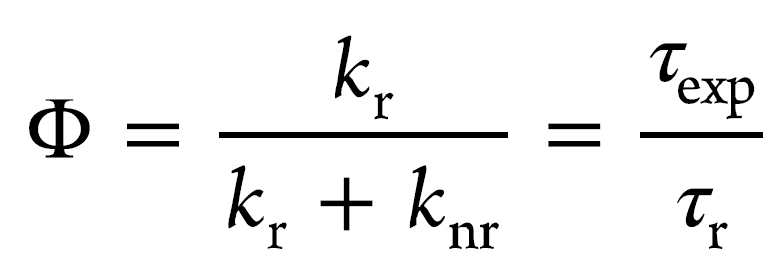 Φ = k_r / (k_r + k_nr) = τ_exp / τ_r